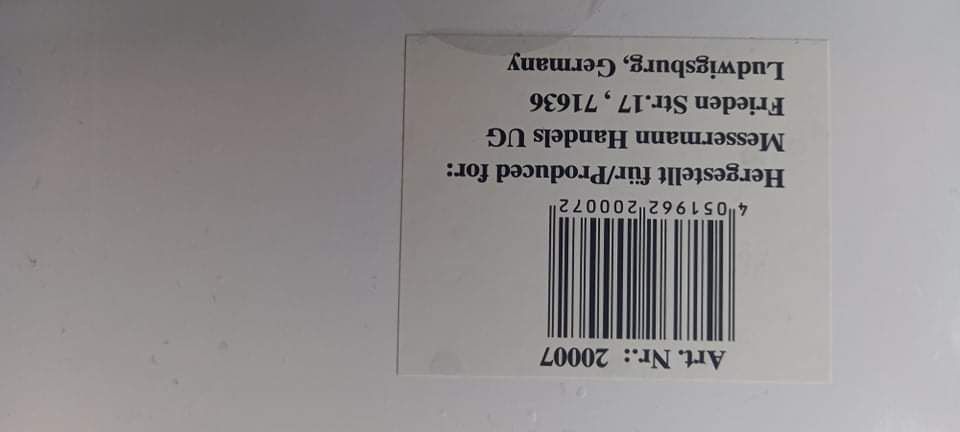 Art. Nr.: 20007
4 051962 200072
Hergestellt für/Produced for:
Messermann Handels UG
Frieden Str.17 , 71636
Ludwigsburg, Germany